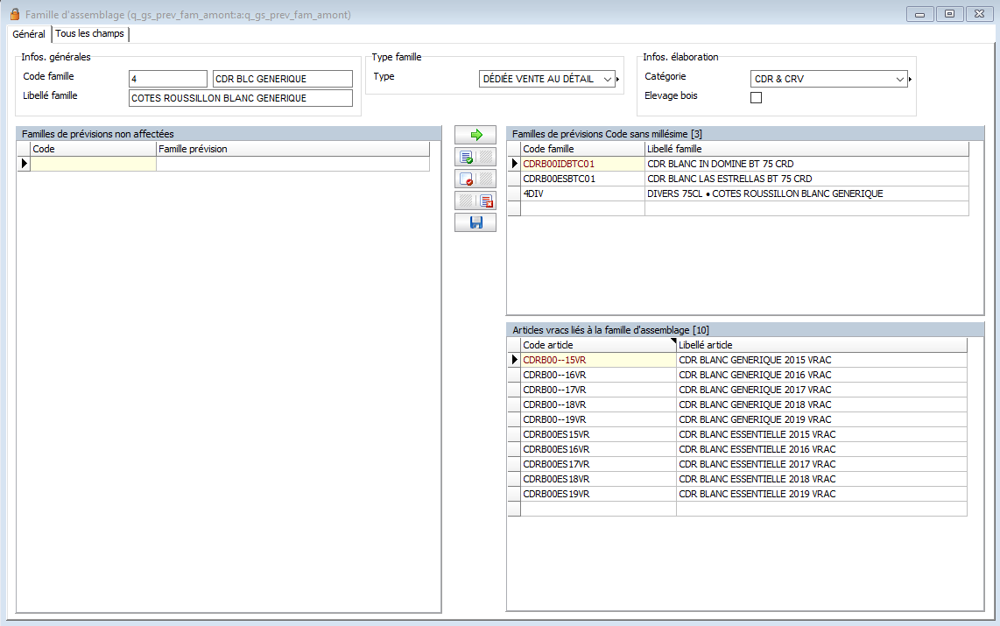 Famille d'assemblage (q_gs_prev_fam_amont:a:q_gs_prev_fam_amont)
Général Tous les champs
Infos. générales
Code famille 4 CDR BLC GENERIQUE
Libellé famille COTES ROUSSILLON BLANC GENERIQUE
Type famille
Type DÉDIÉE VENTE AU DÉTAIL
Infos. élaboration
Catégorie CDR & CRV
Elevage bois
Familles de prévisions non affectées
Code Famille prévision
Familles de prévisions Code sans millésime [3]
Code famille Libellé famille
CDRB00IDBTC01 CDR BLANC IN DOMINE BT 75 CRD
CDRB00ESBTC01 CDR BLANC LAS ESTRELLAS BT 75 CRD
4DIV DIVERS 75CL • COTES ROUSSILLON BLANC GENERIQUE
Articles vracs liés à la famille d'assemblage [10]
Code article Libellé article
CDRB00--15VR CDR BLANC GENERIQUE 2015 VRAC
CDRB00--16VR CDR BLANC GENERIQUE 2016 VRAC
CDRB00--17VR CDR BLANC GENERIQUE 2017 VRAC
CDRB00--18VR CDR BLANC GENERIQUE 2018 VRAC
CDRB00--19VR CDR BLANC GENERIQUE 2019 VRAC
CDRB00ES15VR CDR BLANC ESSENTIELLE 2015 VRAC
CDRB00ES16VR CDR BLANC ESSENTIELLE 2016 VRAC
CDRB00ES17VR CDR BLANC ESSENTIELLE 2017 VRAC
CDRB00ES18VR CDR BLANC ESSENTIELLE 2018 VRAC
CDRB00ES19VR CDR BLANC ESSENTIELLE 2019 VRAC